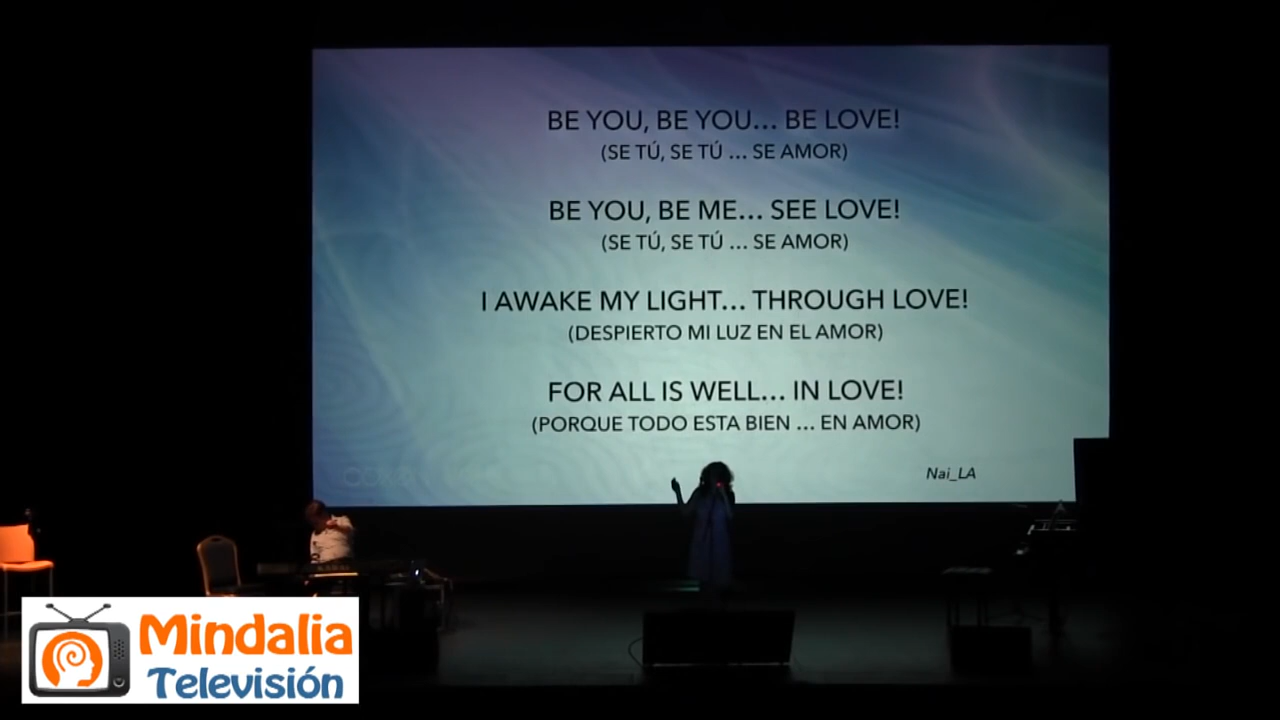 BE YOU, BE YOU... BE LOVE!
(SE TÚ, SE TÚ ... SE AMOR)
BE YOU, BE ME... SEE LOVE!
(SE TÚ, SE TÚ ... SE AMOR)
I AWAKE MY LIGHT... THROUGH LOVE!
(DESPIERTO MI LUZ EN EL AMOR)
FOR ALL IS WELL... IN LOVE!
(PORQUE TODO ESTA BIEN ... EN AMOR)
Nai_LA
Mindalia
Televisión